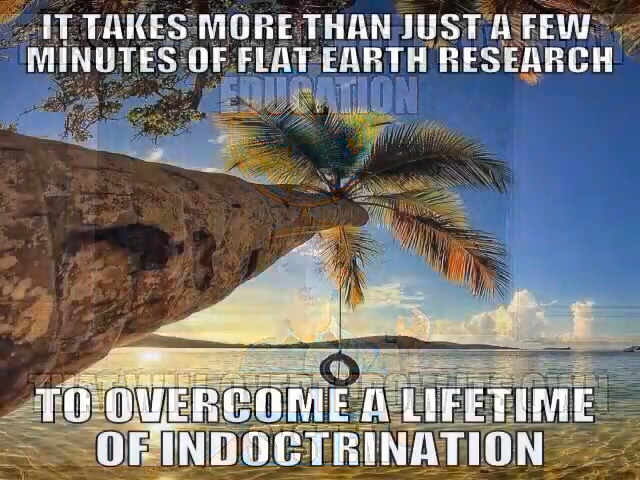 IT TAKES MORE THAN JUST A FEW
MINUTES OF FLAT EARTH RESEARCH
EDUCATION
TO OVERCOME A LIFETIME
OF INDOCTRINATION